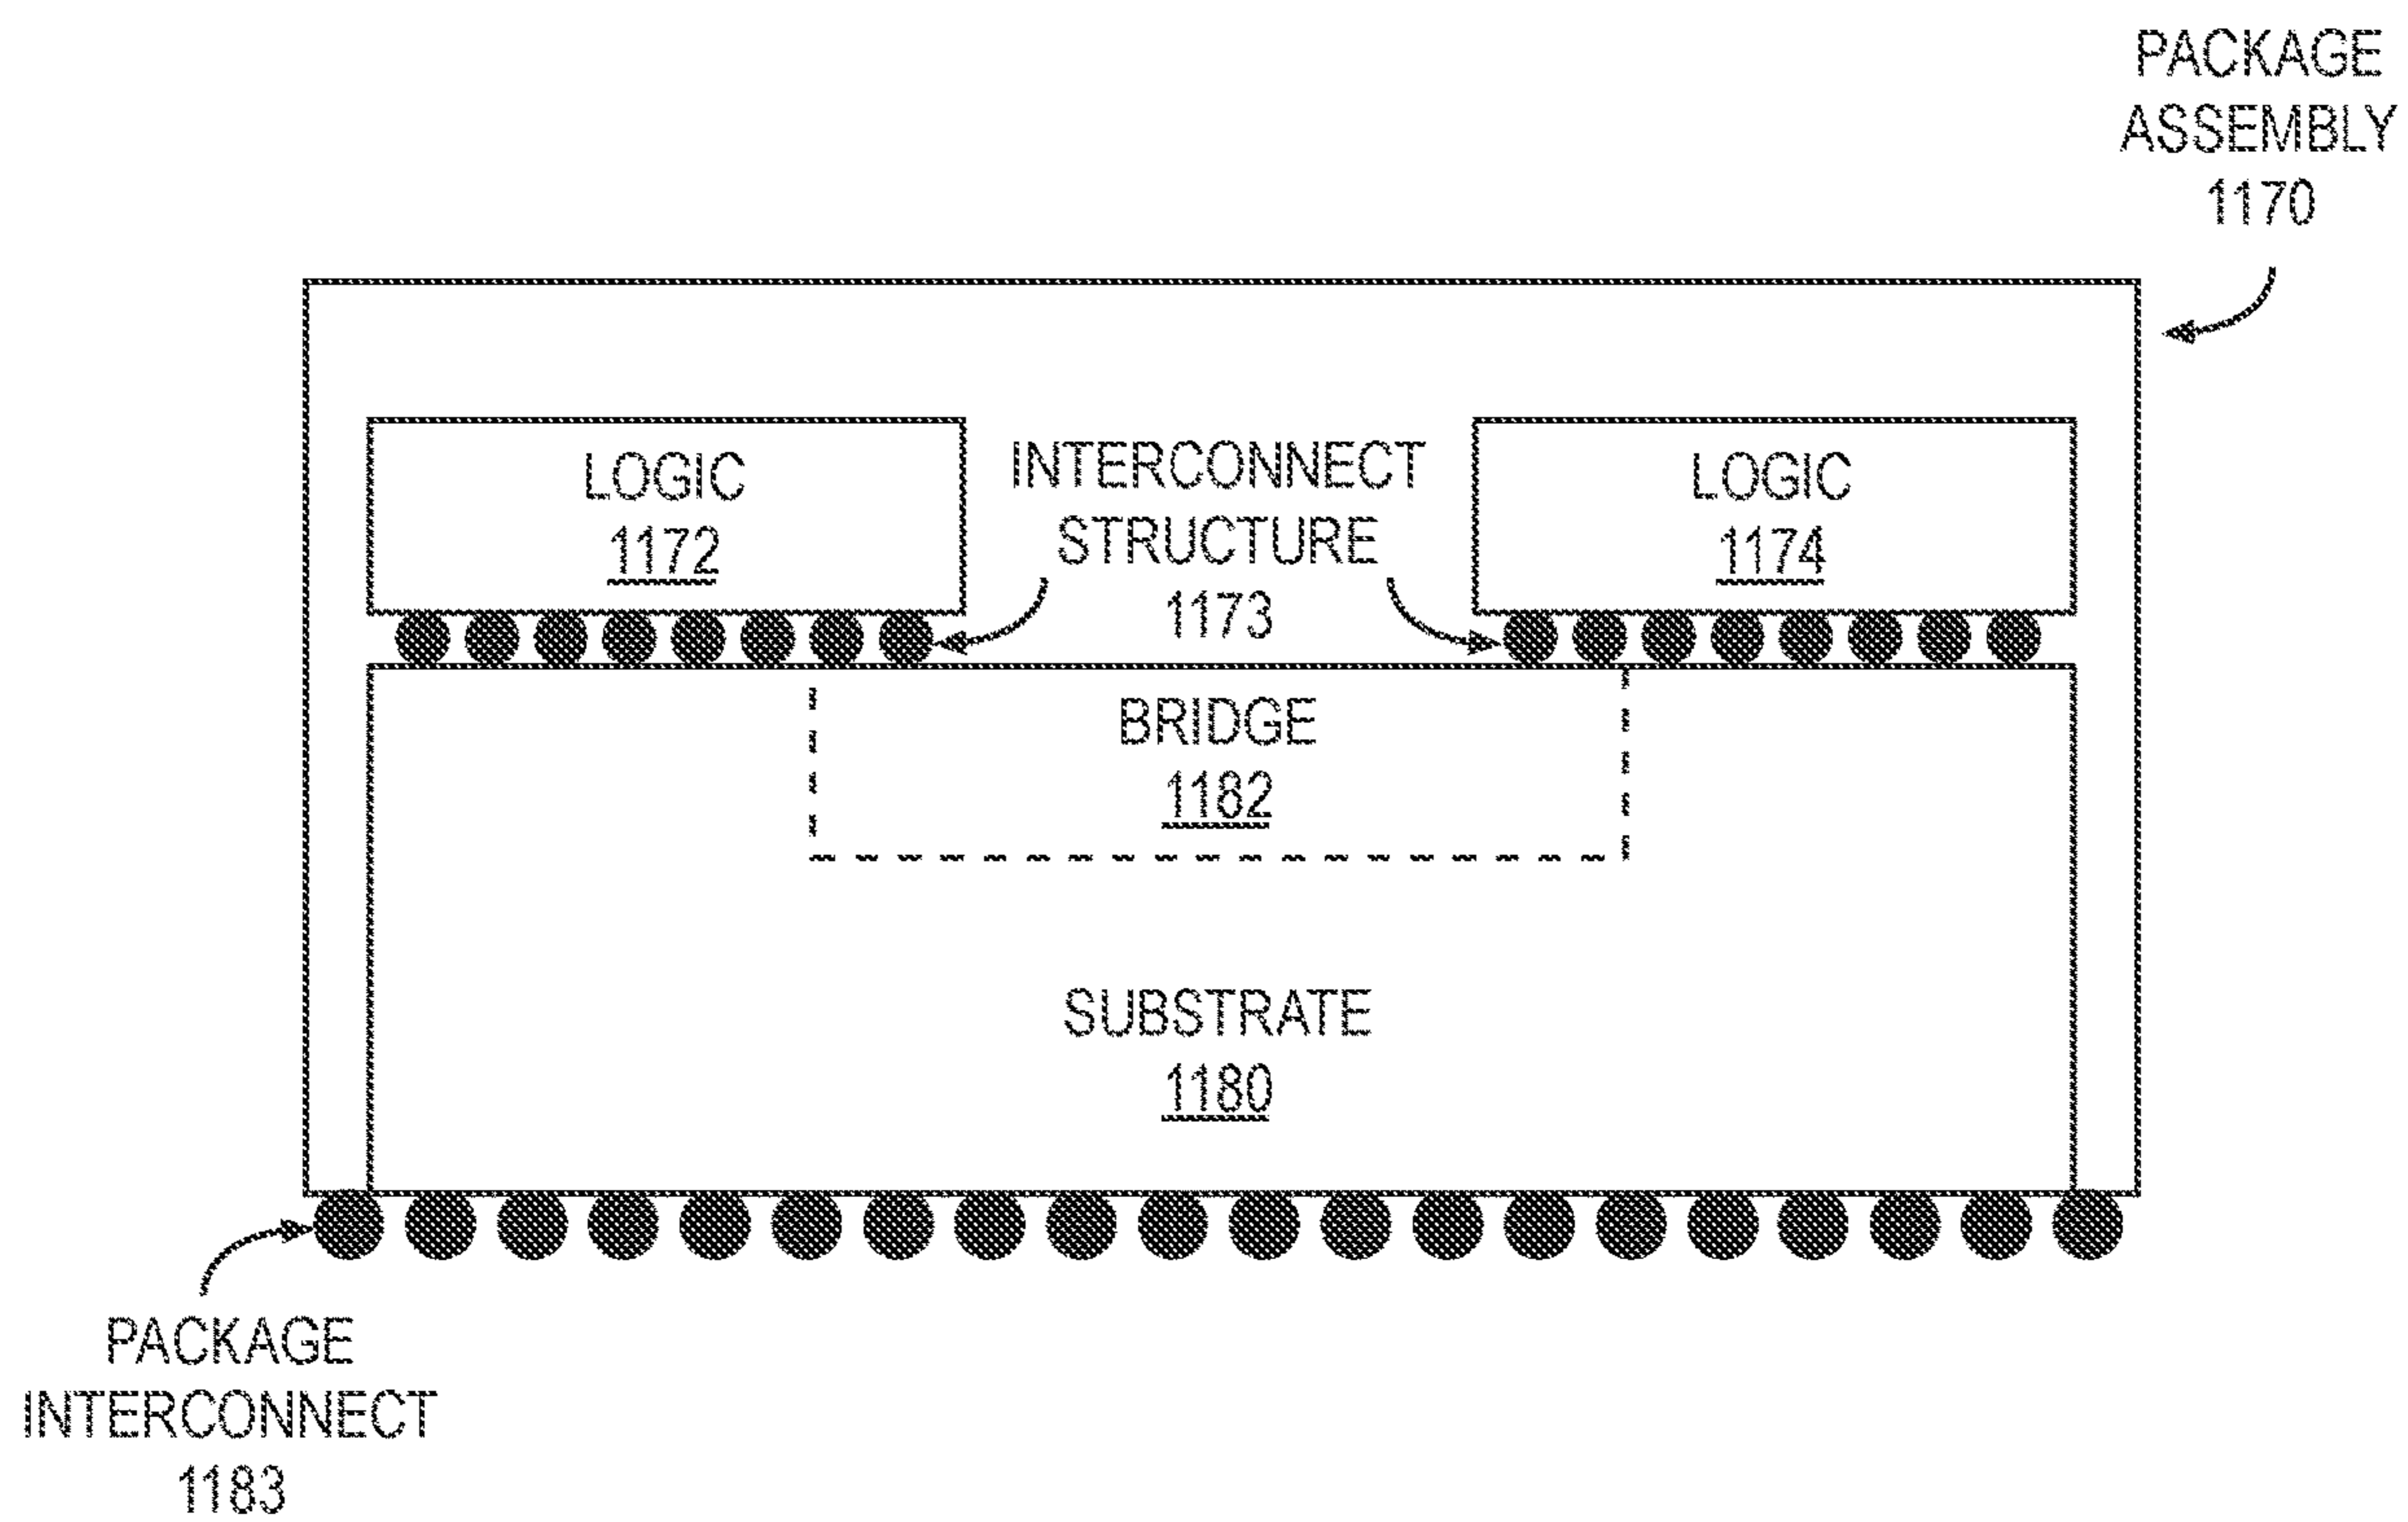 PACKAGE
ASSEMBLY
1170
LOGIC
1172
INTERCONNECT
STRUCTURE
1173
LOGIC
1174
BRIDGE
1182
SUBSTRATE
1180
PACKAGE
INTERCONNECT
1183